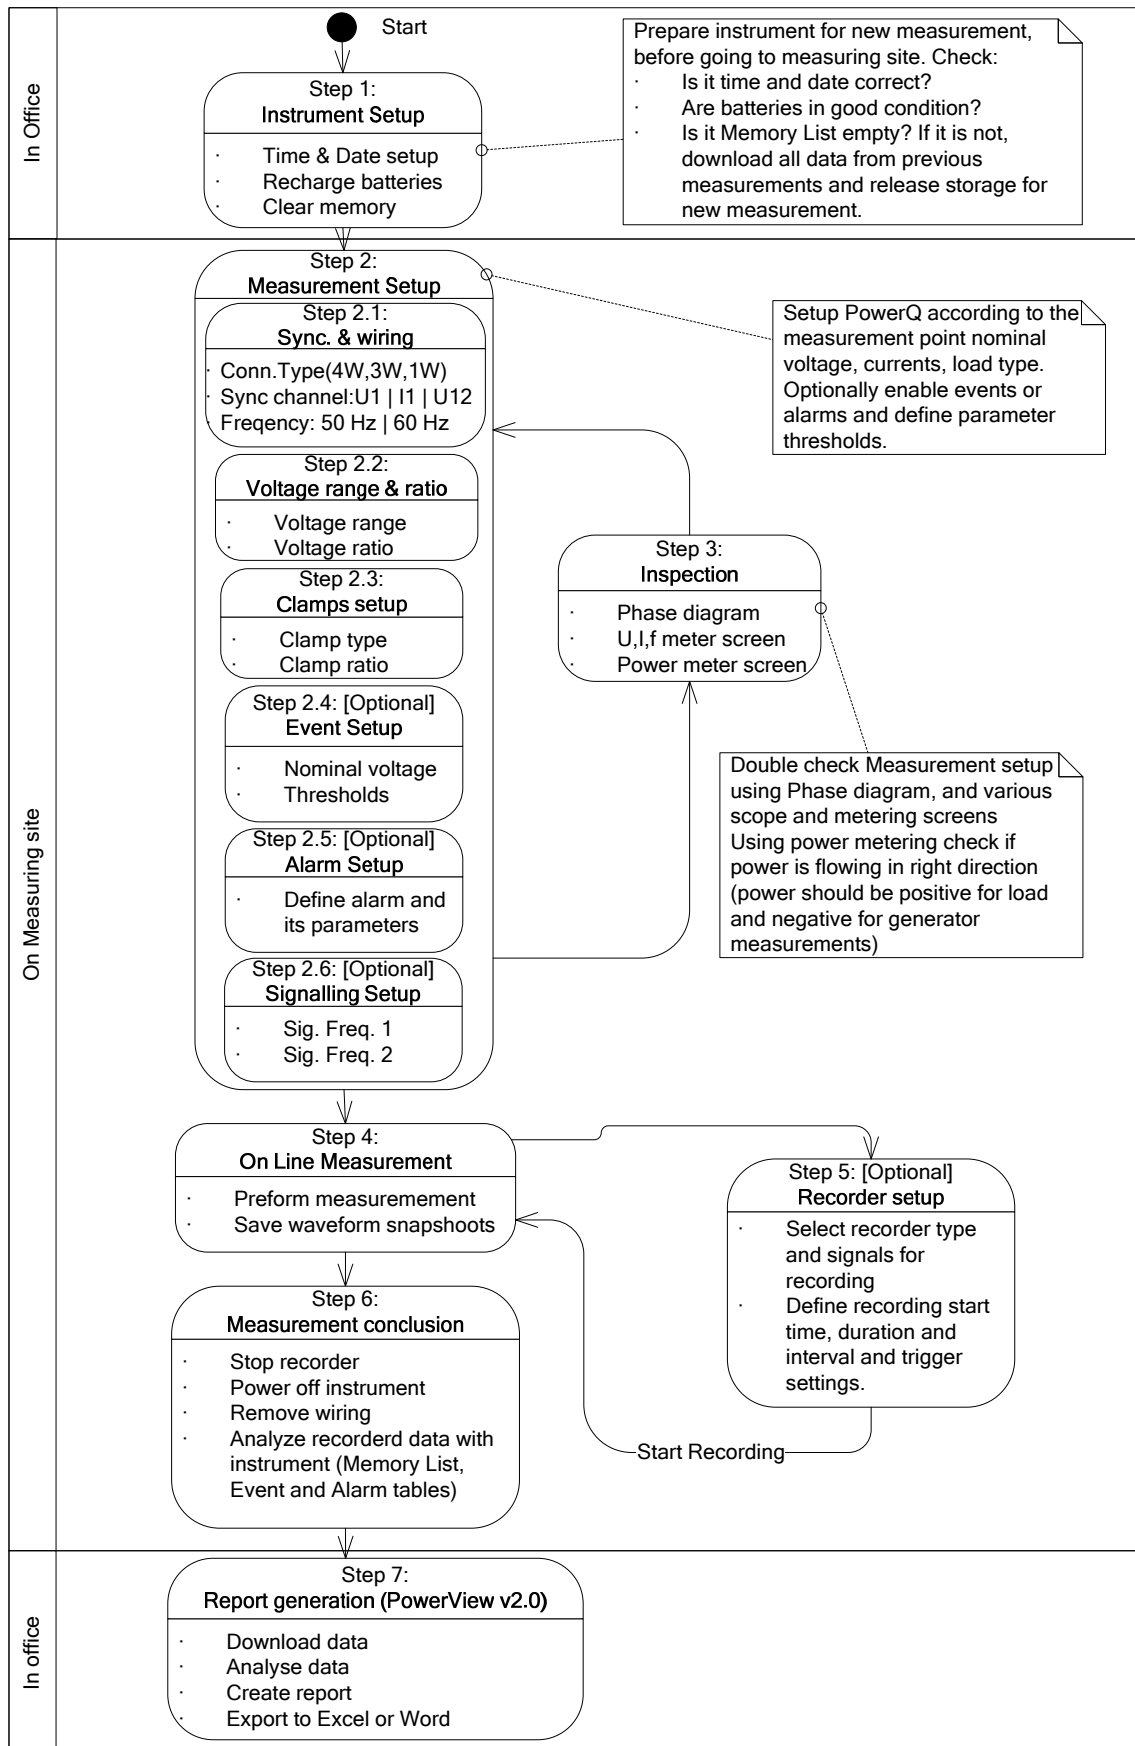 In Office
Start
Prepare instrument for new measurement,
before going to measuring site. Check:
· Is it time and date correct?
· Are batteries in good condition?
· Is it Memory List empty? If it is not,
download all data from previous
measurements and release storage for
new measurement.
Step 1:
Instrument Setup
· Time & Date setup
· Recharge batteries
· Clear memory
On Measuring site
Step 2:
Measurement Setup
Step 2.1:
Sync. & wiring
· Conn.Type(4W,3W,1W)
· Sync channel:U1 | I1 | U12
· Freqency: 50 Hz | 60 Hz
Setup PowerQ according to the
measurement point nominal
voltage, currents, load type.
Optionally enable events or
alarms and define parameter
thresholds.
Step 2.2:
Voltage range & ratio
· Voltage range
· Voltage ratio
Step 2.3:
Clamps setup
· Clamp type
· Clamp ratio
Step 2.4: [Optional]
Event Setup
· Nominal voltage
· Thresholds
Step 2.5: [Optional]
Alarm Setup
· Define alarm and
its parameters
Step 2.6: [Optional]
Signalling Setup
· Sig. Freq. 1
· Sig. Freq. 2
Step 3:
Inspection
· Phase diagram
· U,I,f meter screen
· Power meter screen
Double check Measurement setup
using Phase diagram, and various
scope and metering screens
Using power metering check if
power is flowing in right direction
(power should be positive for load
and negative for generator
measurements)
Step 4:
On Line Measurement
· Preform measuremement
· Save waveform snapshoots
Step 5: [Optional]
Recorder setup
· Select recorder type
and signals for
recording
· Define recording start
time, duration and
interval and trigger
settings.
Start Recording
Step 6:
Measurement conclusion
· Stop recorder
· Power off instrument
· Remove wiring
· Analyze recorderd data with
instrument (Memory List,
Event and Alarm tables)
In office
Step 7:
Report generation (PowerView v2.0)
· Download data
· Analyse data
· Create report
· Export to Excel or Word